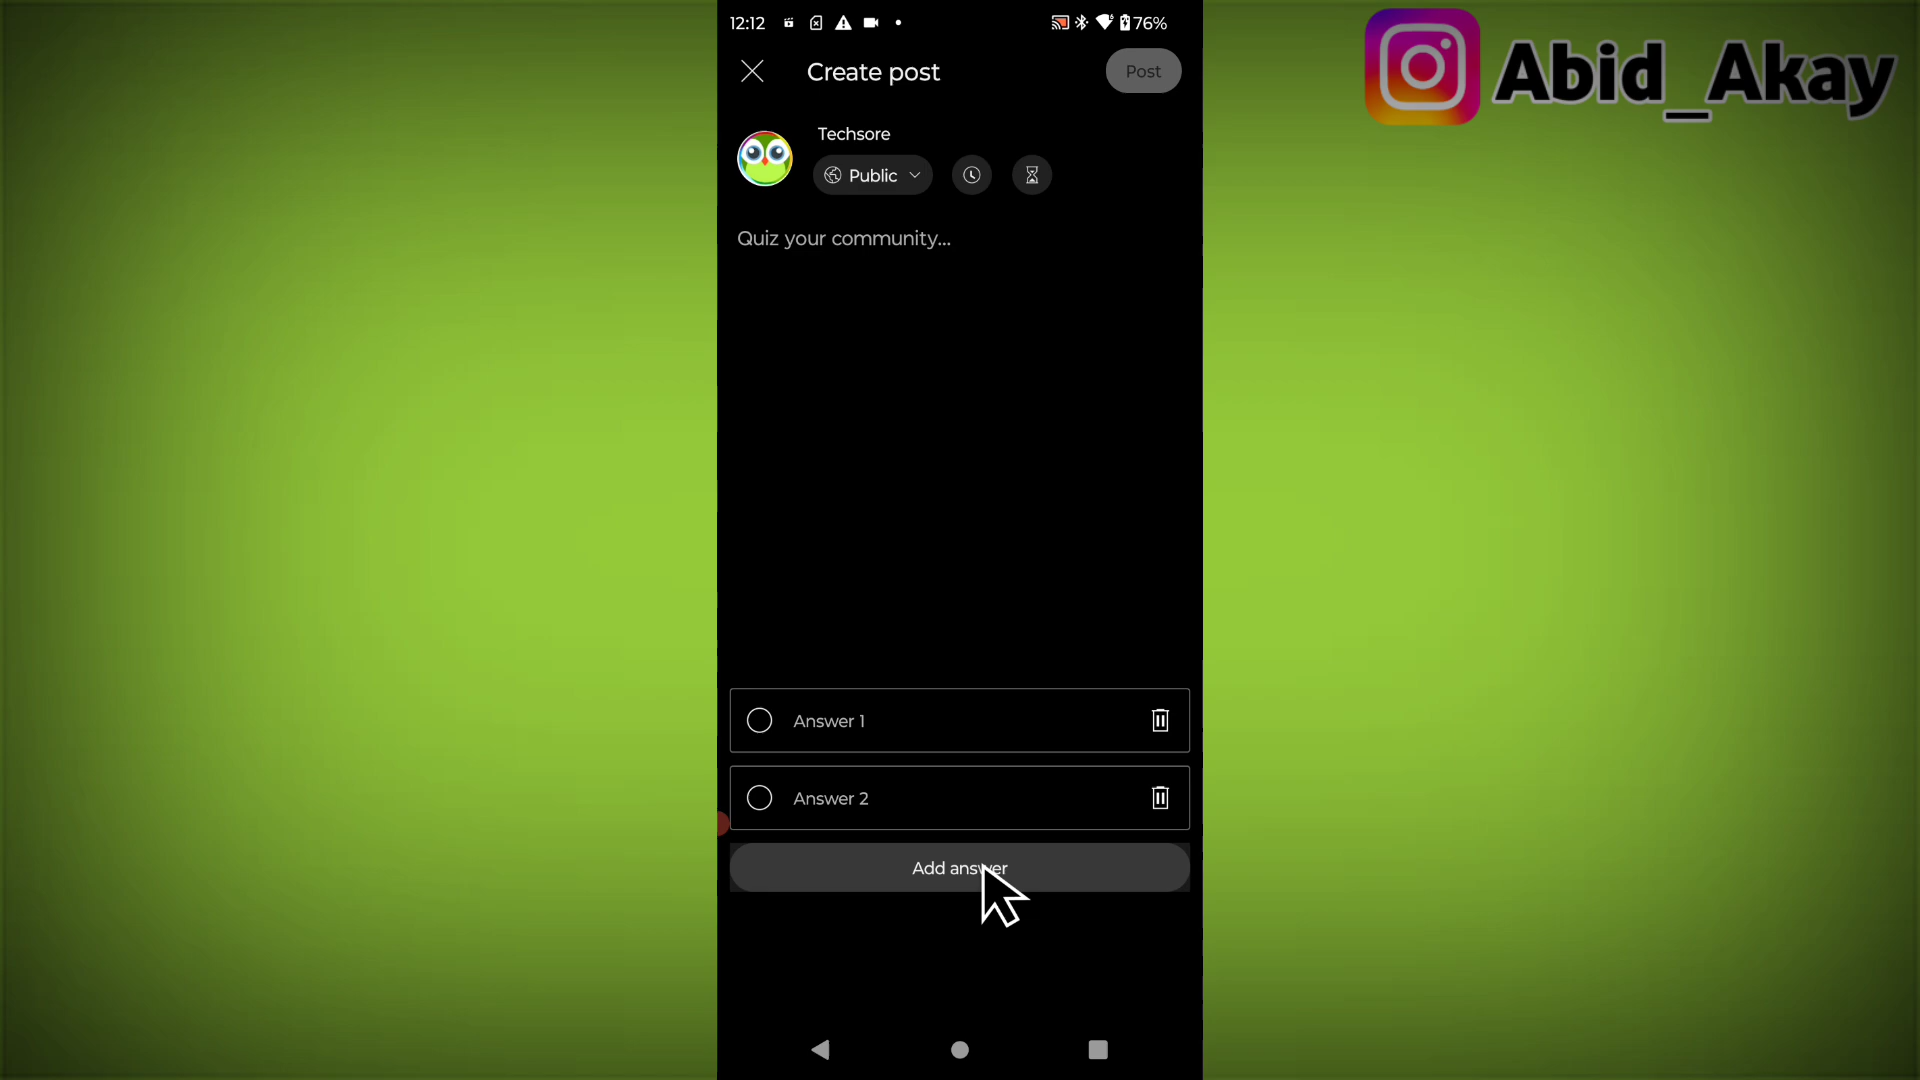 12:12
76%
Create post
Post
Techsore
Public
Quiz your community...
Answer 1
Answer 2
Add answer
Abid_Akay